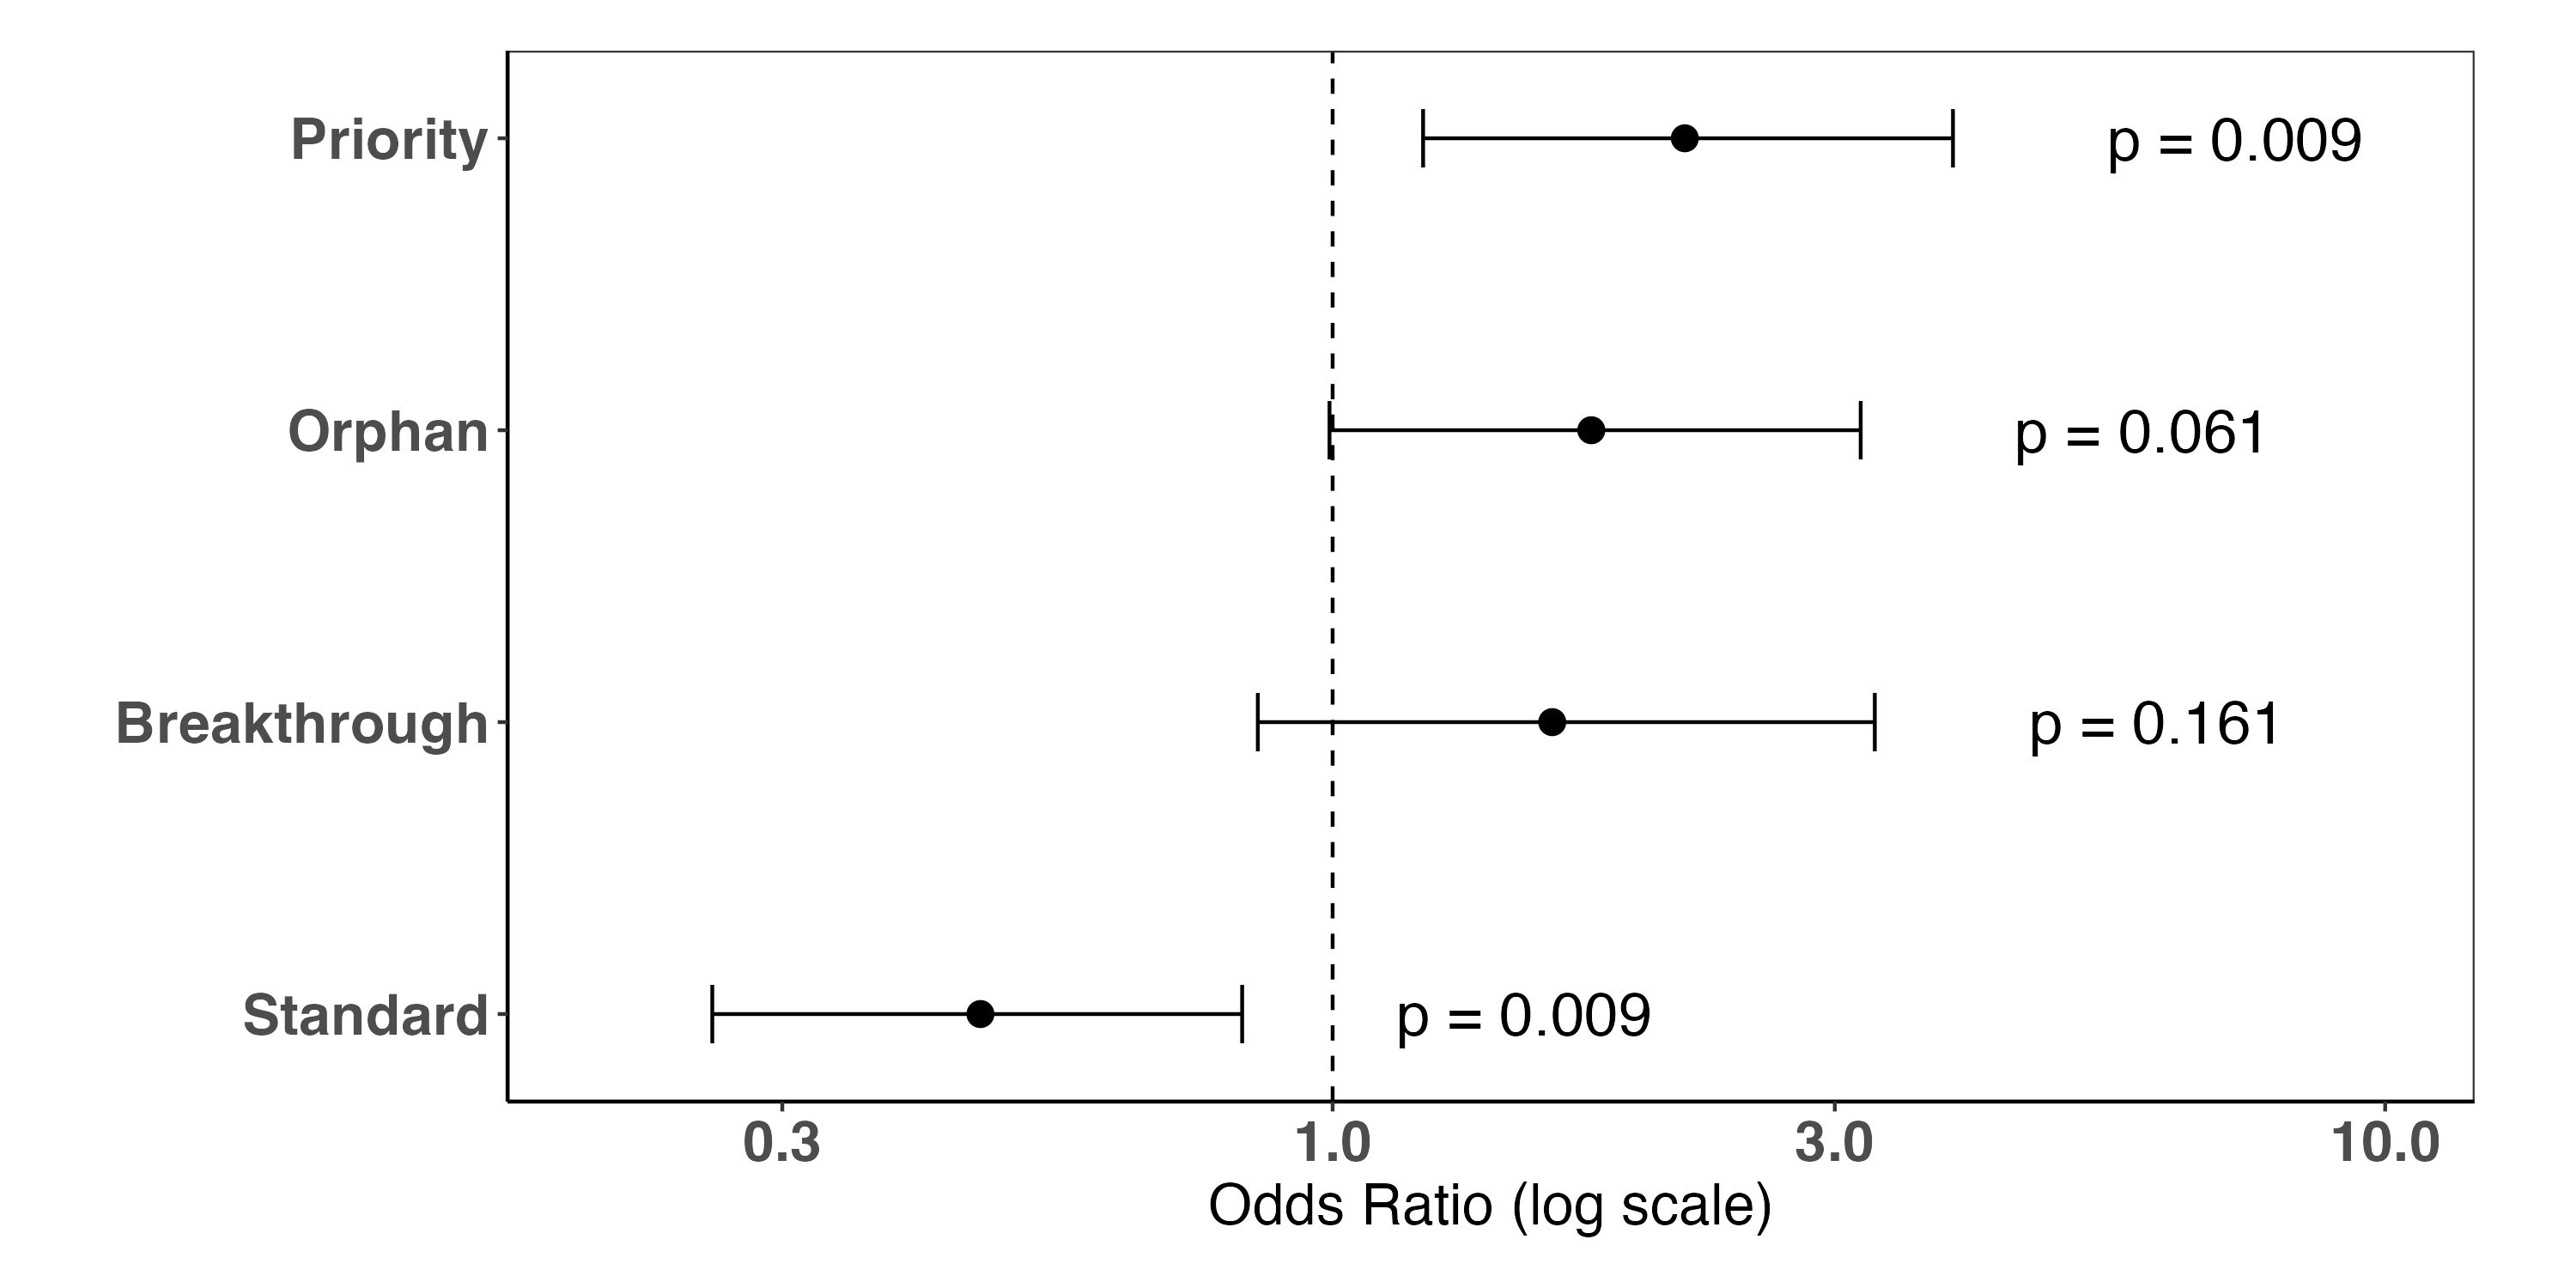 Priority p = 0.009
Orphan p = 0.061
Breakthrough p = 0.161
Standard p = 0.009
0.3 1.0 3.0 10.0
Odds Ratio (log scale)